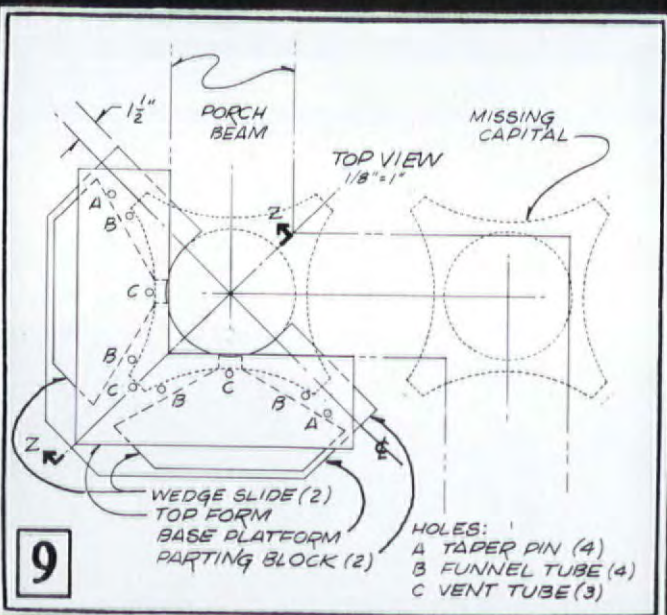 1½"
PORCH
BEAM
MISSING
CAPITAL
TOP VIEW
1/8"=1"
Z
A
B
C
B
C
B
C
B
A
Z
℄
WEDGE SLIDE (2)
TOP FORM
BASE PLATFORM
PARTING BLOCK (2)
HOLES:
A TAPER PIN (4)
B FUNNEL TUBE (4)
C VENT TUBE (3)
9